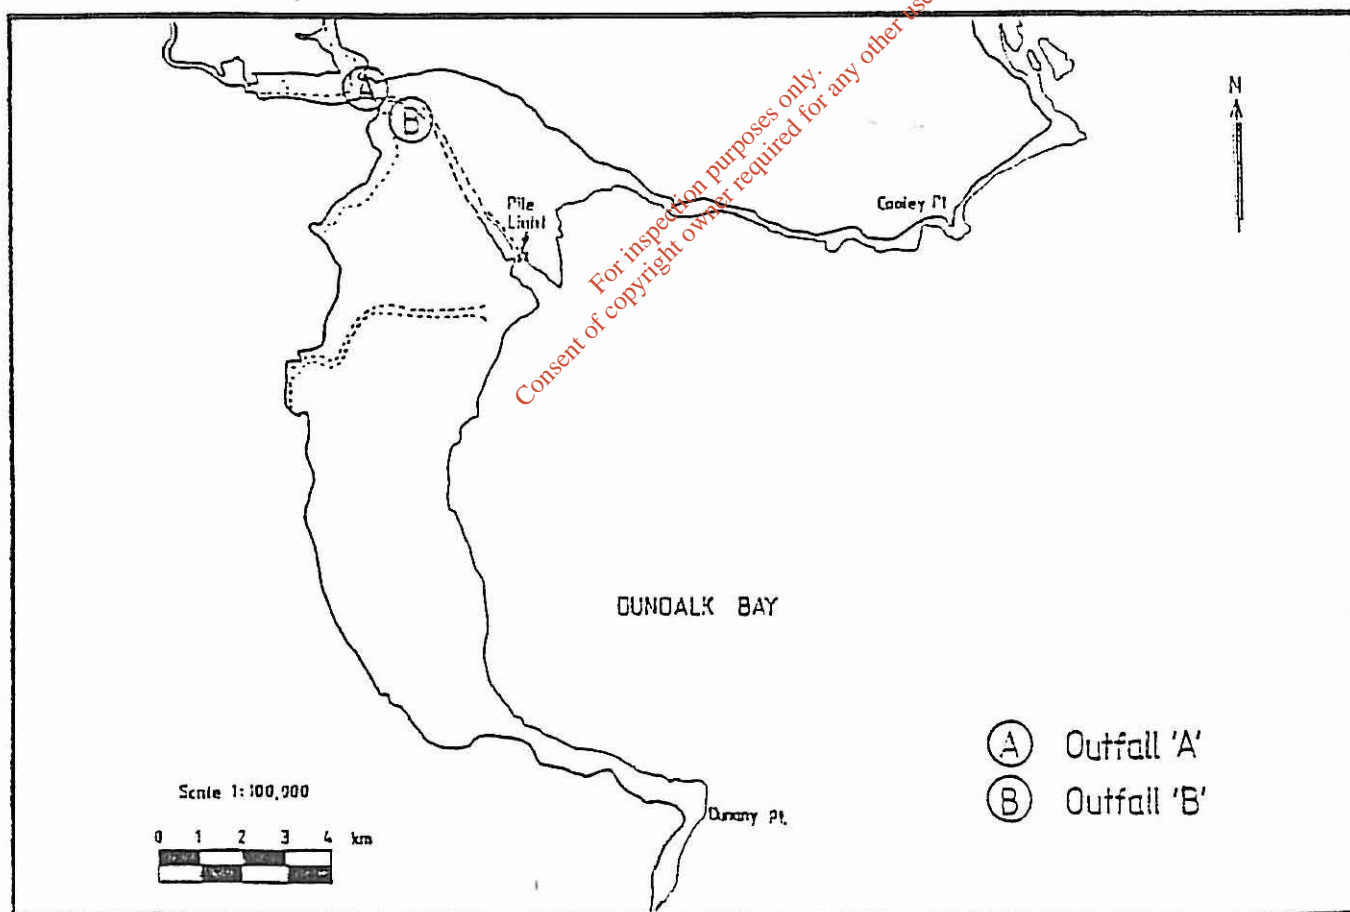 For inspection purposes only.
Consent of copyright owner required for any other use
N
A
B
Pile
Light
Cooley Pt
DUNDALK BAY
A Outfall 'A'
B Outfall 'B'
Scale 1:100,000
0 1 2 3 4 km
Dunany Pt.